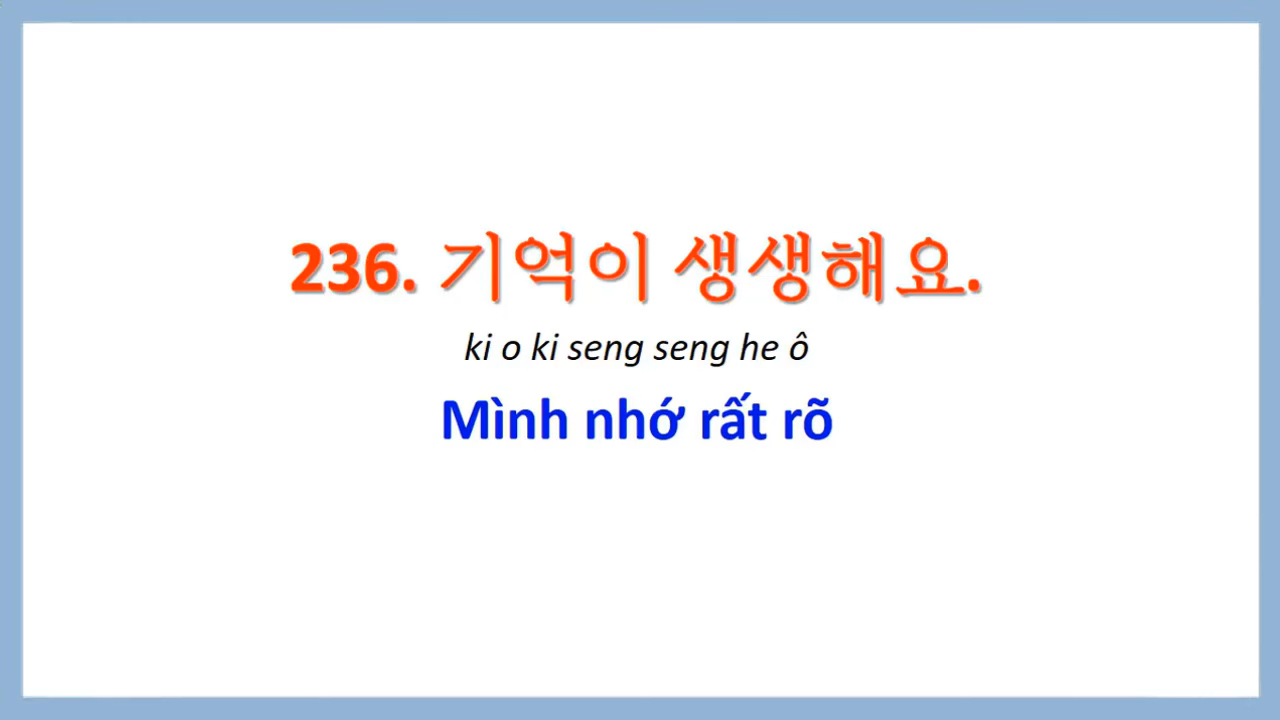 236. 기억이 생생해요.
ki o ki seng seng he ô
Mình nhớ rất rõ